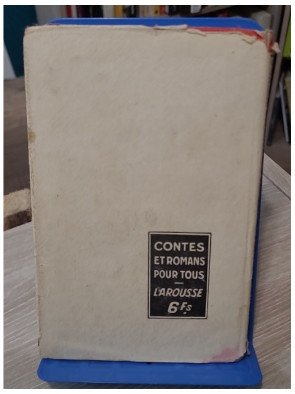 CONTES
ET ROMANS
POUR TOUS
LAROUSSE
6Fs